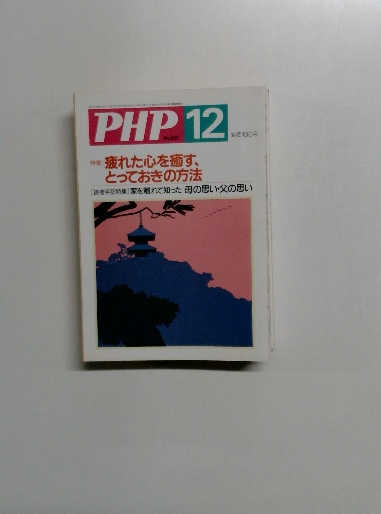 PHP 12
特集 疲れた心を癒す、
とっておきの方法
[読者手記特集]家を離れて知った 母の思い・父の思い